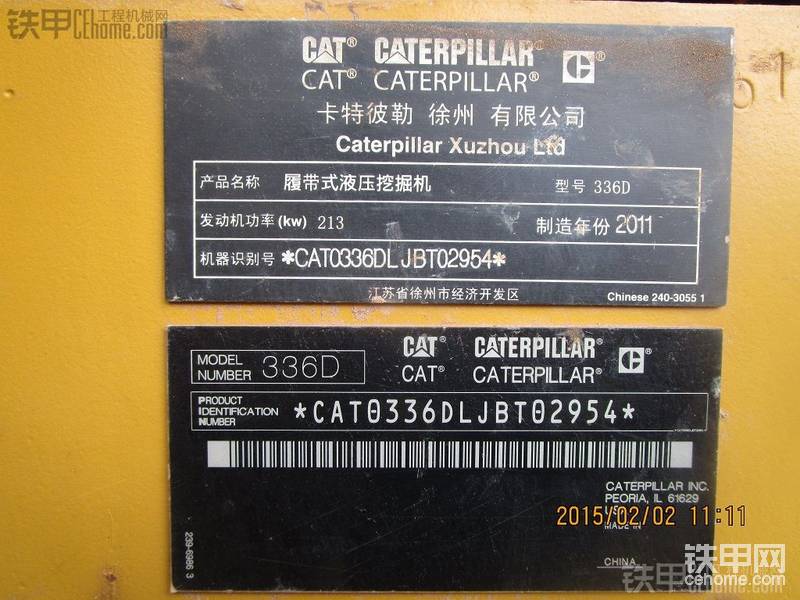 铁甲 工程机械网
CEhome.com
CAT® CATERPILLAR®
CAT® CATERPILLAR®
卡特彼勒 徐州 有限公司
Caterpillar Xuzhou Ltd
产品名称 履带式液压挖掘机 型号 336D
发动机功率(kw) 213 制造年份 2011
机器识别号 *CAT0336DLJBT02954*
江苏省徐州市经济开发区 Chinese 240-3055 1
MODEL NUMBER 336D
CAT® CATERPILLAR®
CAT® CATERPILLAR®
PRODUCT IDENTIFICATION NUMBER *CAT0336DLJBT02954*
CATERPILLAR INC.
PEORIA, IL 61629
MADE IN
CHINA
239-6986 3
2015/02/02 11:11
铁甲网
cehome.com